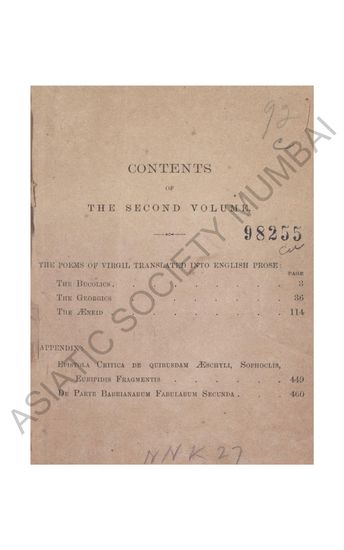 92
CONTENTS
OF
THE SECOND VOLUME.
98255
THE POEMS OF VIRGIL TRANSLATED INTO ENGLISH PROSE:
PAGE
THE BUCOLICS . . . . . . . 3
THE GEORGICS . . . . . . . 36
THE ÆNEID . . . . . . . 114
APPENDIX.
EPISTOLA CRITICA DE QUIBUSDAM ÆSCHYLI, SOPHOCLIS,
EURIPIDIS FRAGMENTIS . . . . . 449
DE PARTE BABRIANARUM FABULARUM SECUNDA . . . 460
NNK 27
ASIATIC SOCIETY MUMBAI